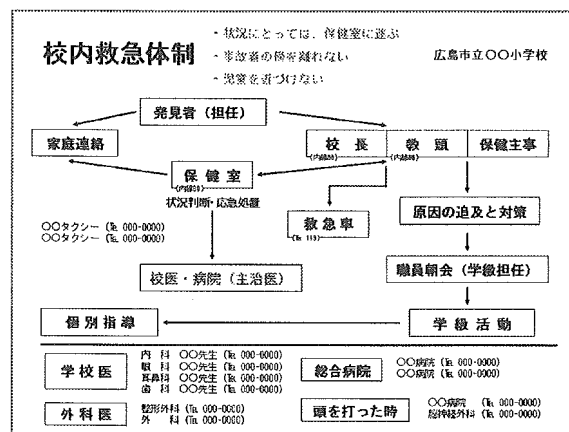 ・状況によっては、保健室に運ぶ
校内救急体制
・事故者の傍を離れない
広島市立〇〇小学校
・児童を近づけない
発見者（担任）
家庭連絡
校　長
教　頭
保健主事
保　健　室
状況判断・応急処置
救急車
(℡ 119)
原因の追及と対策
〇〇タクシー (℡ 000-0000)
〇〇タクシー (℡ 000-0000)
校医・病院（主治医）
職員朝会（学級担任）
個別指導
学級活動
学校医
内　科　〇〇先生 (℡ 000-0000)
眼　科　〇〇先生 (℡ 000-0000)
耳鼻科　〇〇先生 (℡ 000-0000)
歯　科　〇〇先生 (℡ 000-0000)
総合病院
〇〇病院 (℡ 000-0000)
〇〇病院 (℡ 000-0000)
外科医
整形外科 (℡ 000-0000)
外　　科 (℡ 000-0000)
頭を打った時
〇〇病院　(℡ 000-0000)
脳神経外科 (℡ 000-0000)